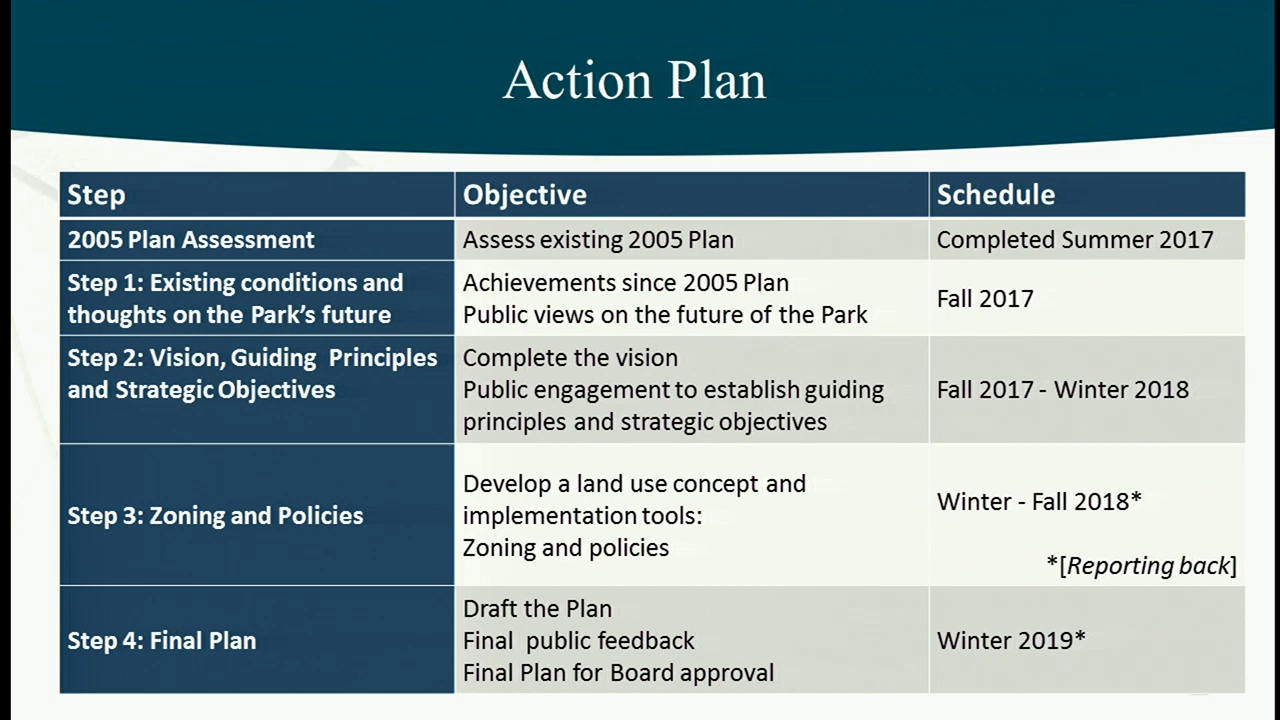 Action Plan
Step
Objective
Schedule
2005 Plan Assessment
Assess existing 2005 Plan
Completed Summer 2017
Step 1: Existing conditions and
thoughts on the Park's future
Achievements since 2005 Plan
Public views on the future of the Park
Fall 2017
Step 2: Vision, Guiding Principles
and Strategic Objectives
Complete the vision
Public engagement to establish guiding
principles and strategic objectives
Fall 2017 - Winter 2018
Step 3: Zoning and Policies
Develop a land use concept and
implementation tools:
Zoning and policies
Winter - Fall 2018*
*[Reporting back]
Step 4: Final Plan
Draft the Plan
Final public feedback
Final Plan for Board approval
Winter 2019*